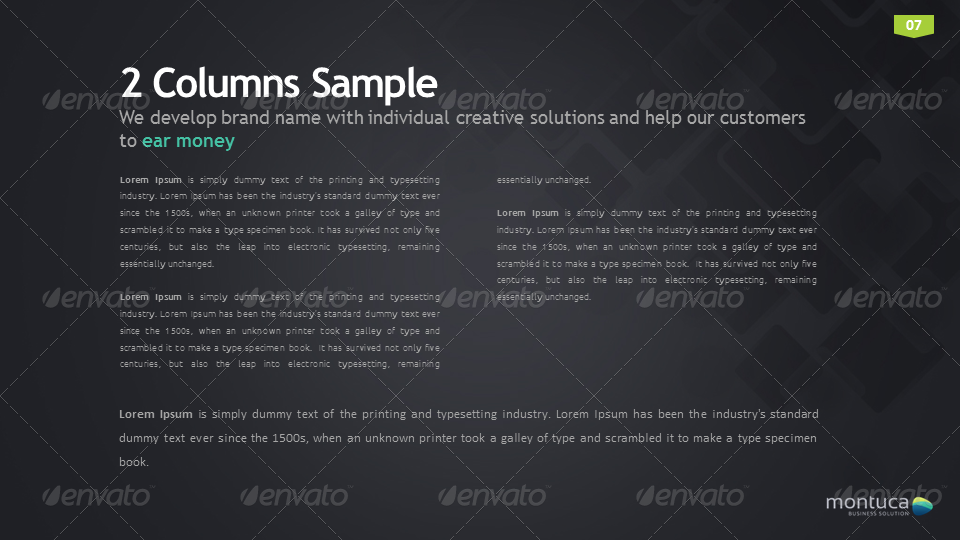 07
2 Columns Sample
We develop brand name with individual creative solutions and help our customers
to ear money
Lorem Ipsum is simply dummy text of the printing and typesetting
industry. Lorem Ipsum has been the industry's standard dummy text ever
since the 1500s, when an unknown printer took a galley of type and
scrambled it to make a type specimen book. It has survived not only five
centuries, but also the leap into electronic typesetting, remaining
essentially unchanged.
Lorem Ipsum is simply dummy text of the printing and typesetting
industry. Lorem Ipsum has been the industry's standard dummy text ever
since the 1500s, when an unknown printer took a galley of type and
scrambled it to make a type specimen book. It has survived not only five
centuries, but also the leap into electronic typesetting, remaining
essentially unchanged.
Lorem Ipsum is simply dummy text of the printing and typesetting
industry. Lorem Ipsum has been the industry's standard dummy text ever
since the 1500s, when an unknown printer took a galley of type and
scrambled it to make a type specimen book. It has survived not only five
centuries, but also the leap into electronic typesetting, remaining
essentially unchanged.
Lorem Ipsum is simply dummy text of the printing and typesetting industry. Lorem Ipsum has been the industry's standard
dummy text ever since the 1500s, when an unknown printer took a galley of type and scrambled it to make a type specimen
book.
montuca
BUSINESS SOLUTION
envato envato envato envato envato
envato envato envato envato envato
envato envato envato envato envato